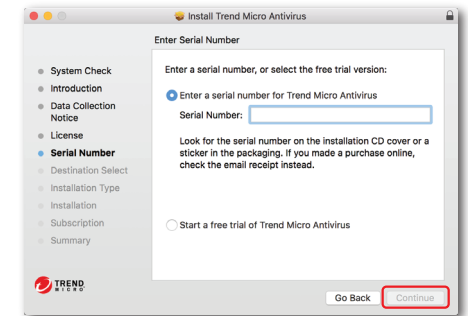 Install Trend Micro Antivirus
Enter Serial Number
System Check
Introduction
Data Collection
Notice
License
Serial Number
Destination Select
Installation Type
Installation
Subscription
Summary
Enter a serial number, or select the free trial version:
Enter a serial number for Trend Micro Antivirus
Serial Number:
Look for the serial number on the installation CD cover or a
sticker in the packaging. If you made a purchase online,
check the email receipt instead.
Start a free trial of Trend Micro Antivirus
TREND
MICRO
Go Back
Continue